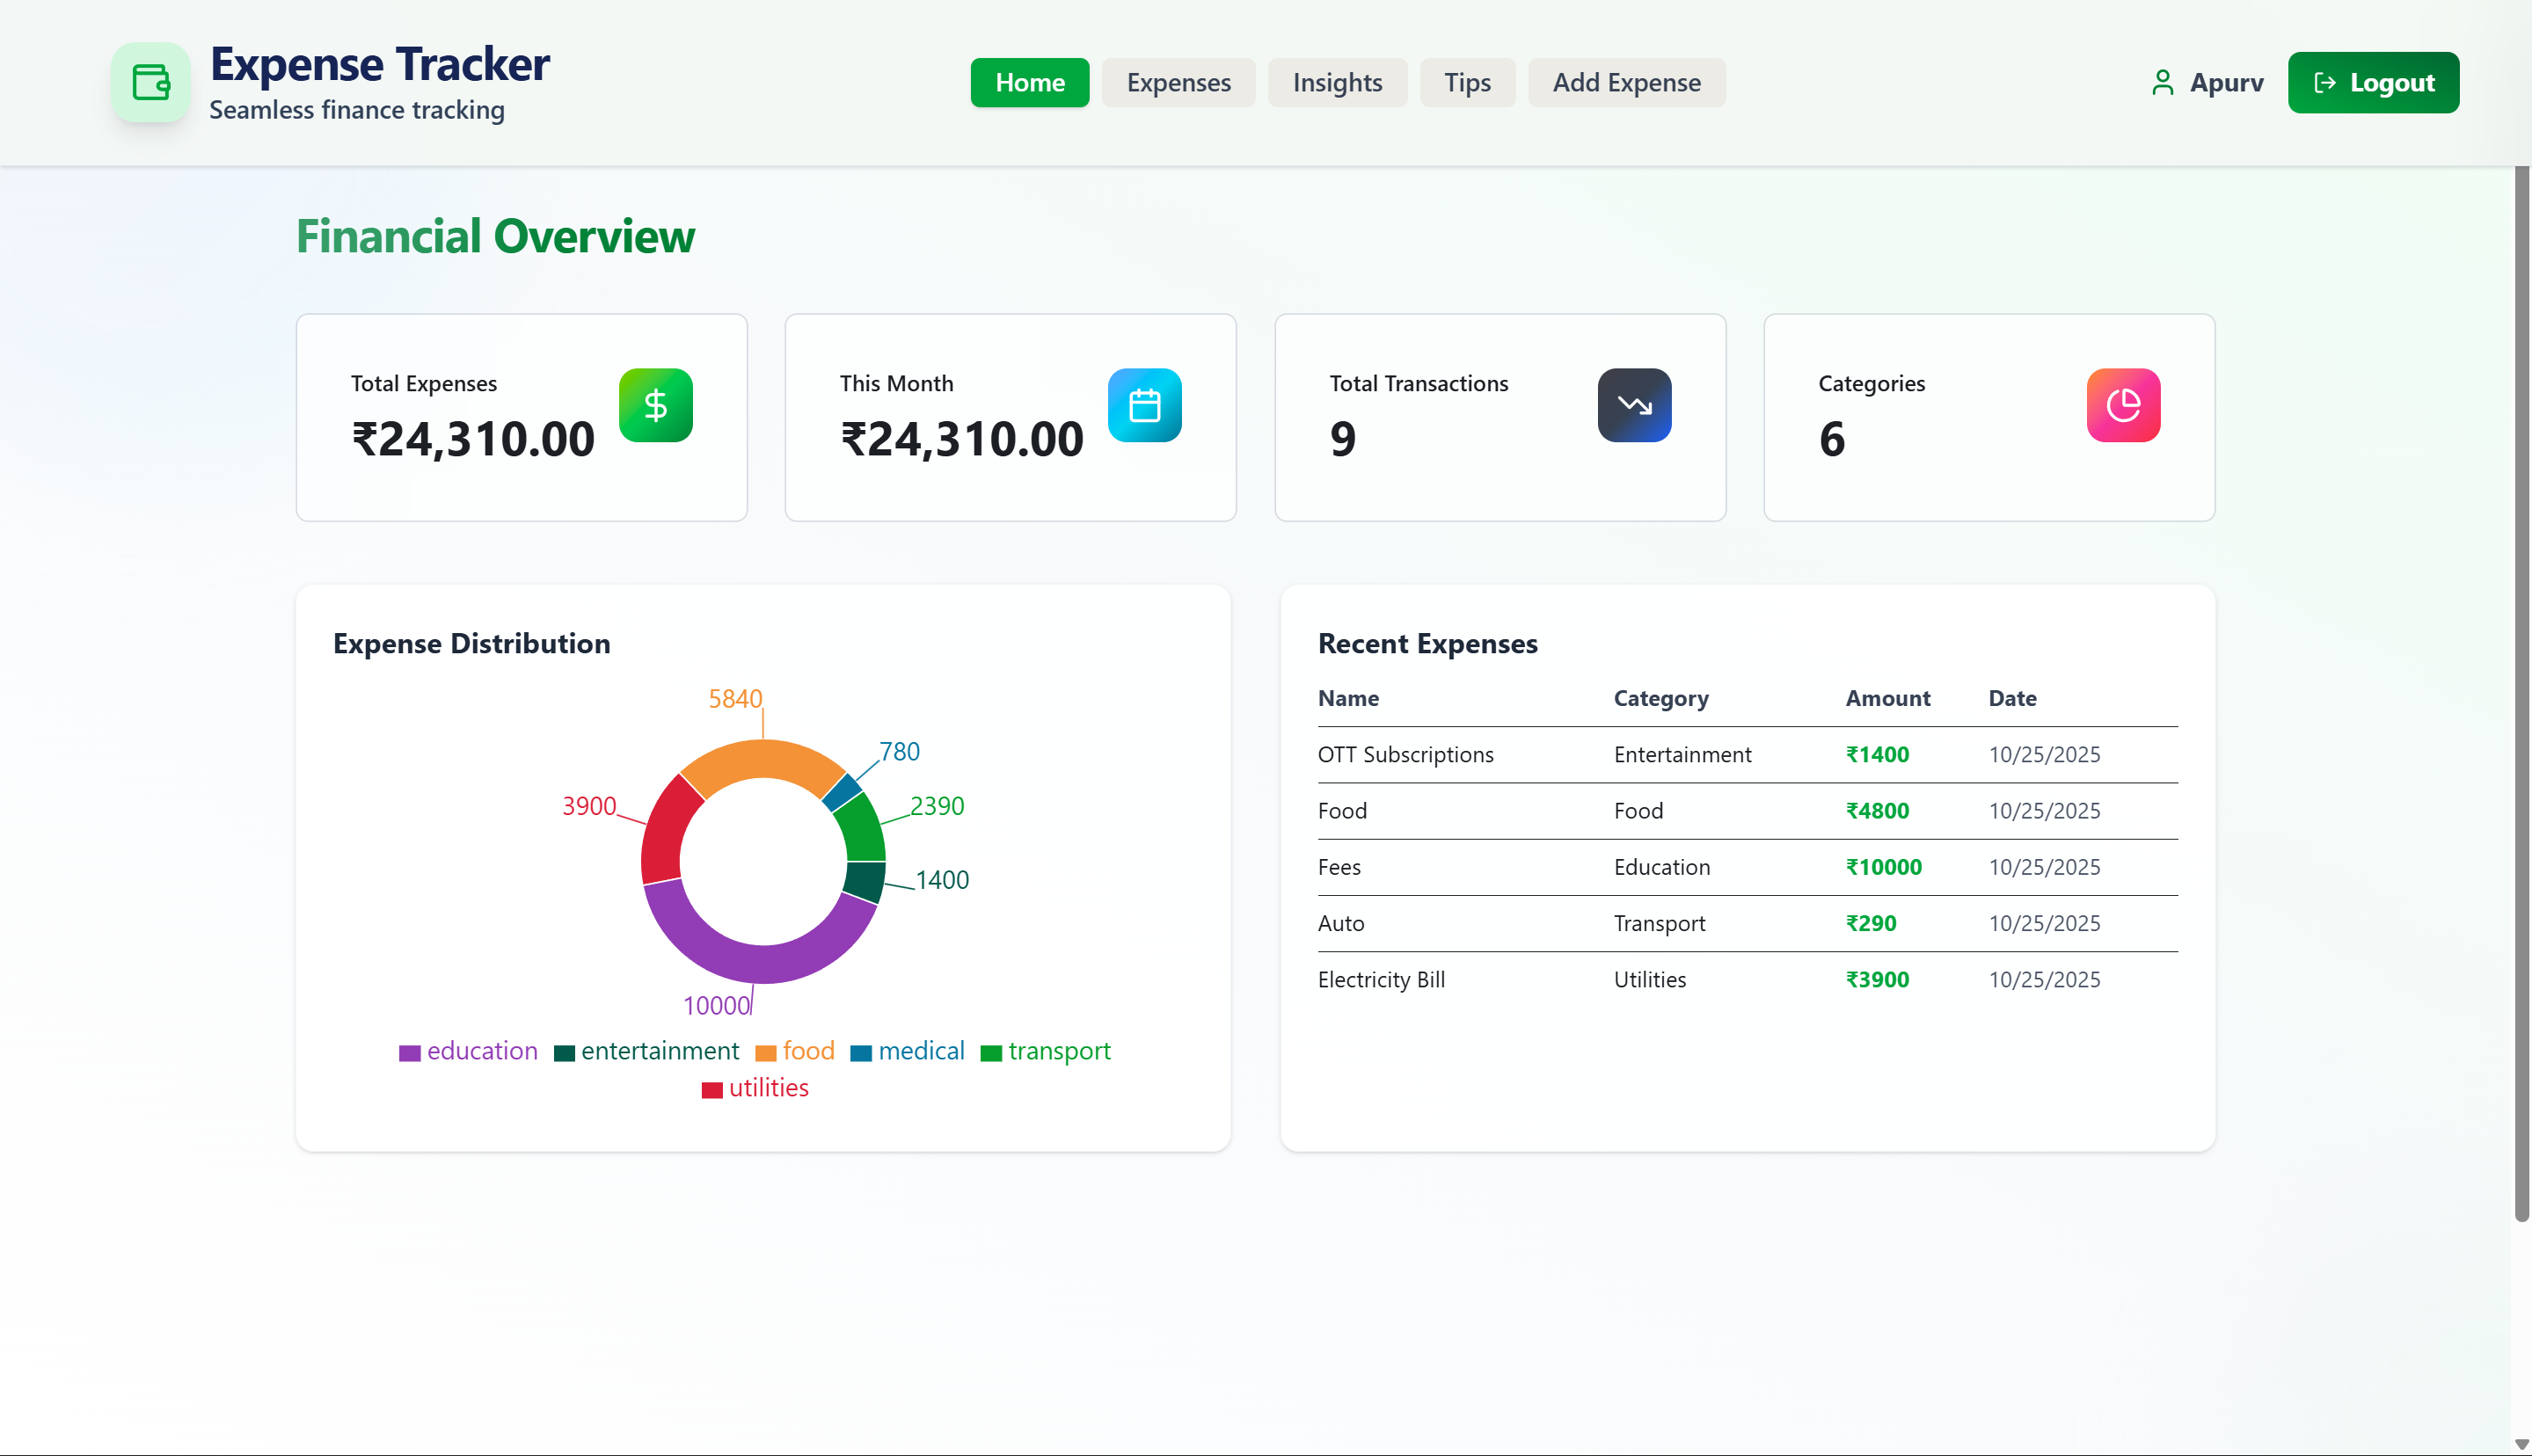 Expense Tracker
Seamless finance tracking
Home Expenses Insights Tips Add Expense
Apurv Logout
Financial Overview
Total Expenses
₹24,310.00
This Month
₹24,310.00
Total Transactions
9
Categories
6
Expense Distribution
5840
780
3900
2390
1400
10000
education entertainment food medical transport
utilities
Recent Expenses
Name Category Amount Date
OTT Subscriptions Entertainment ₹1400 10/25/2025
Food Food ₹4800 10/25/2025
Fees Education ₹10000 10/25/2025
Auto Transport ₹290 10/25/2025
Electricity Bill Utilities ₹3900 10/25/2025